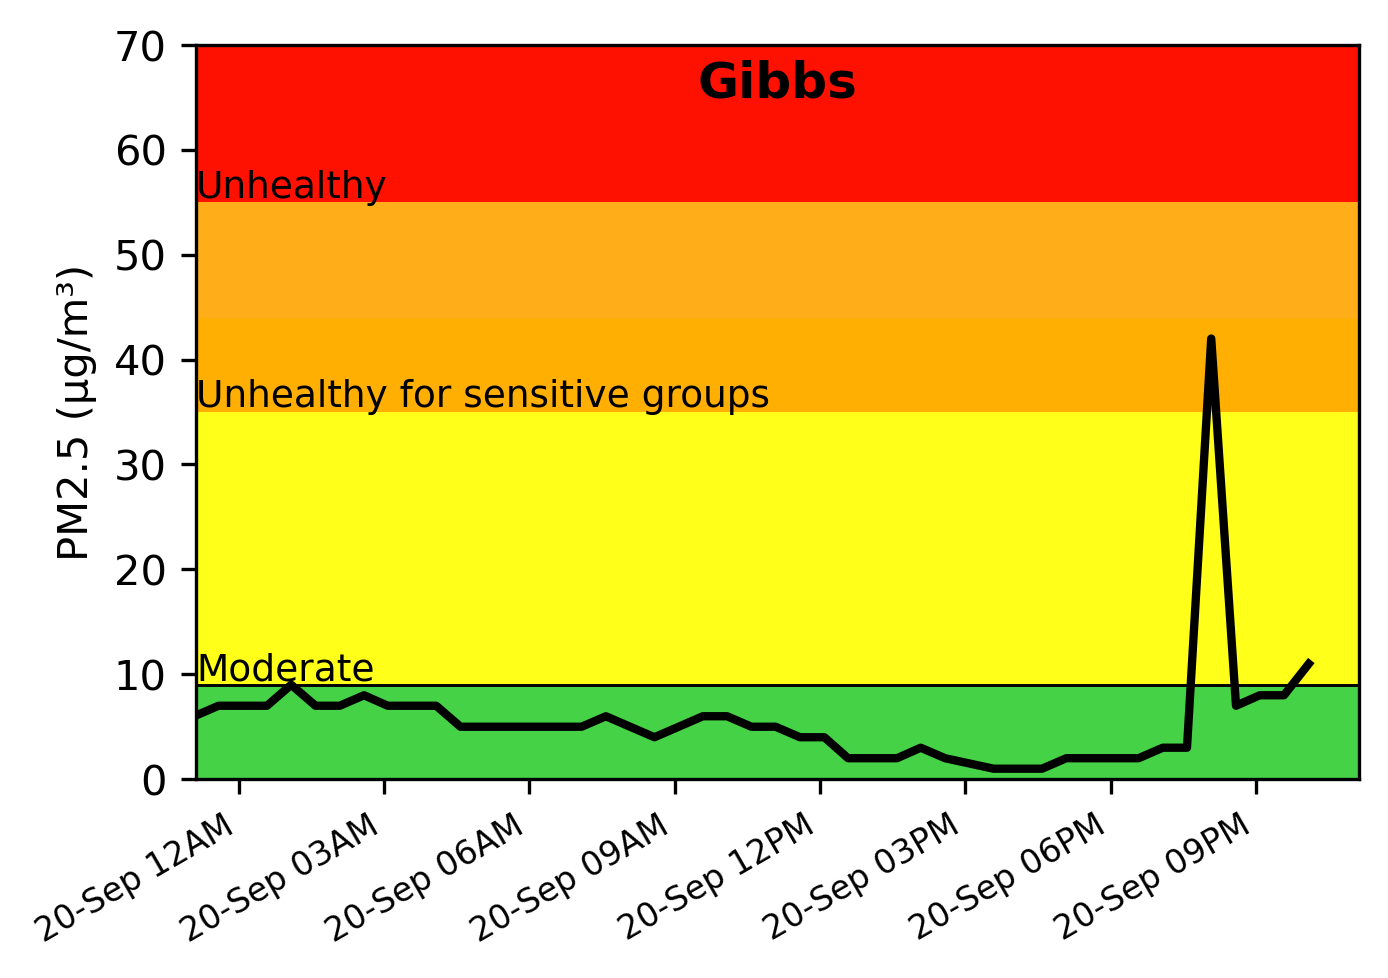 Gibbs
PM2.5 (µg/m³)
70
60
50
40
30
20
10
0
Unhealthy
Unhealthy for sensitive groups
Moderate
20-Sep 12AM
20-Sep 03AM
20-Sep 06AM
20-Sep 09AM
20-Sep 12PM
20-Sep 03PM
20-Sep 06PM
20-Sep 09PM